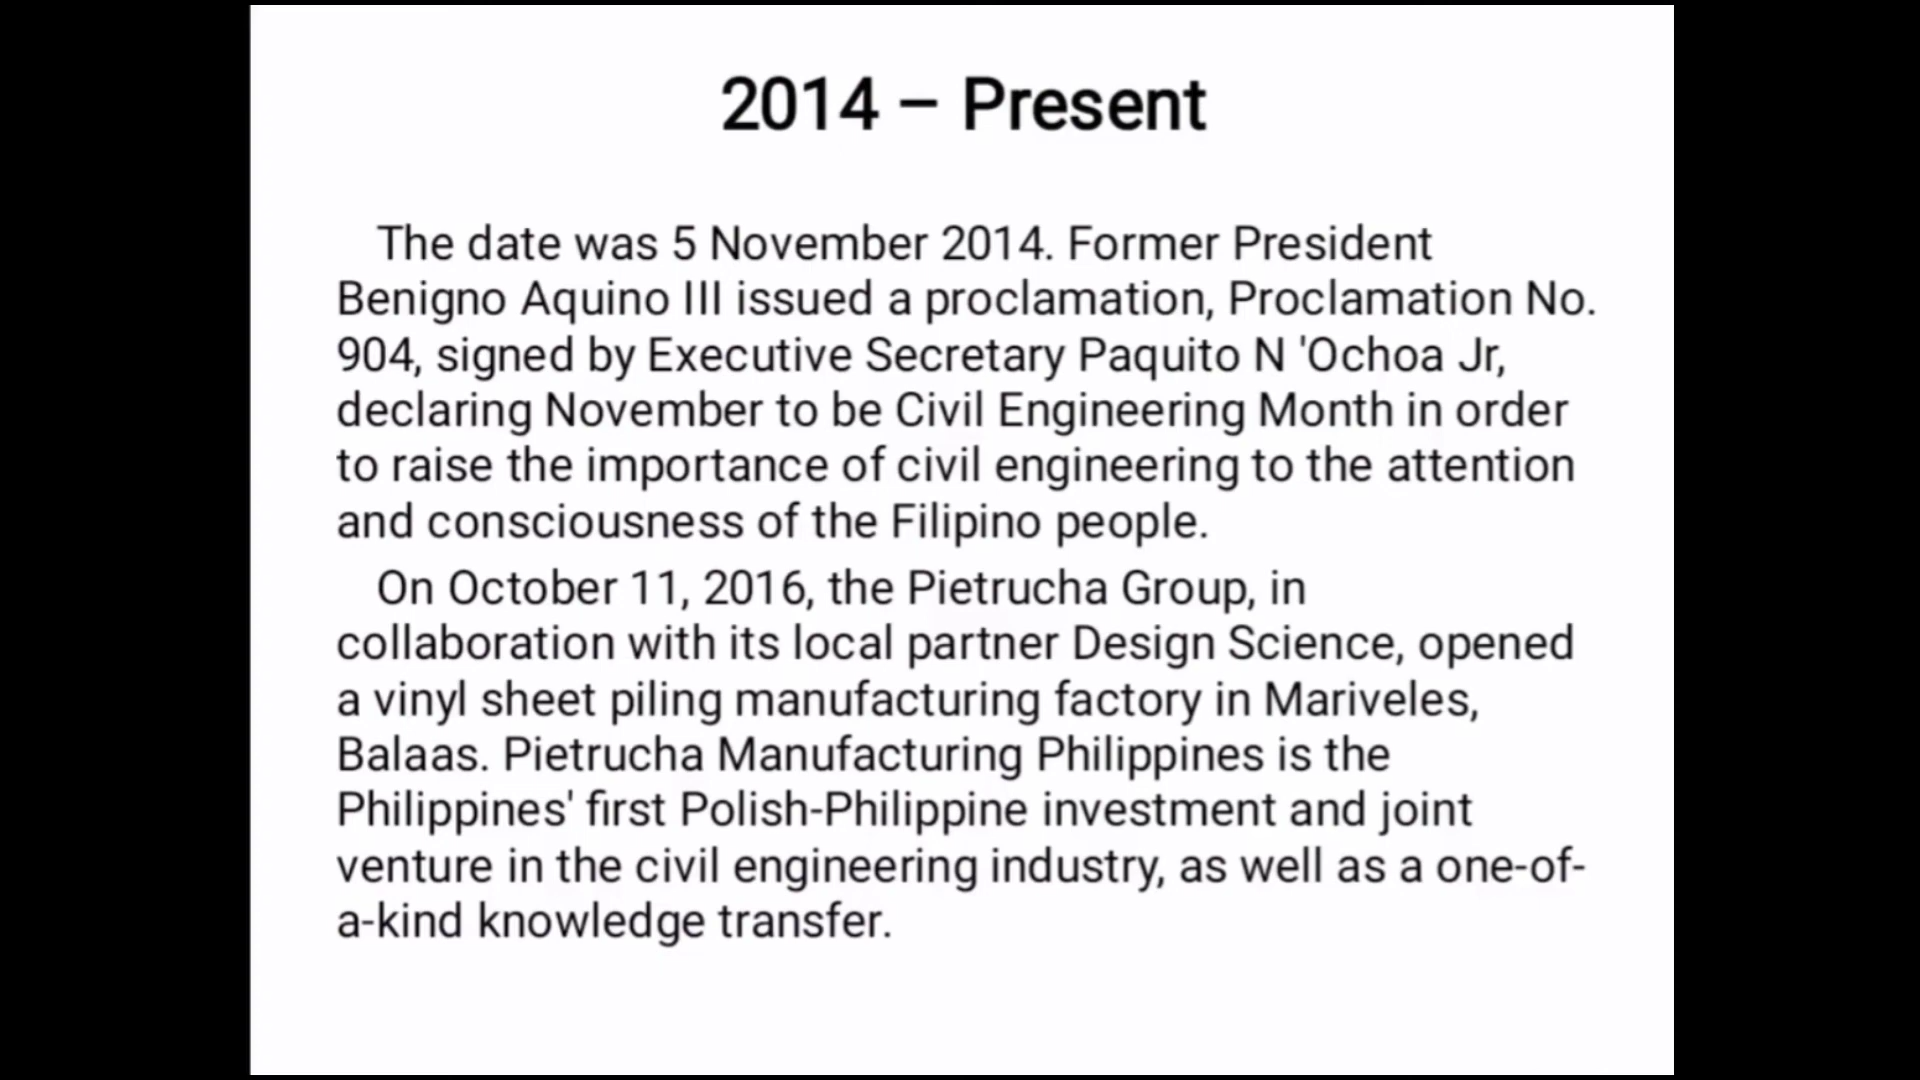 2014 – Present
The date was 5 November 2014. Former President
Benigno Aquino III issued a proclamation, Proclamation No.
904, signed by Executive Secretary Paquito N 'Ochoa Jr,
declaring November to be Civil Engineering Month in order
to raise the importance of civil engineering to the attention
and consciousness of the Filipino people.
On October 11, 2016, the Pietrucha Group, in
collaboration with its local partner Design Science, opened
a vinyl sheet piling manufacturing factory in Mariveles,
Balaas. Pietrucha Manufacturing Philippines is the
Philippines' first Polish-Philippine investment and joint
venture in the civil engineering industry, as well as a one-of-
a-kind knowledge transfer.